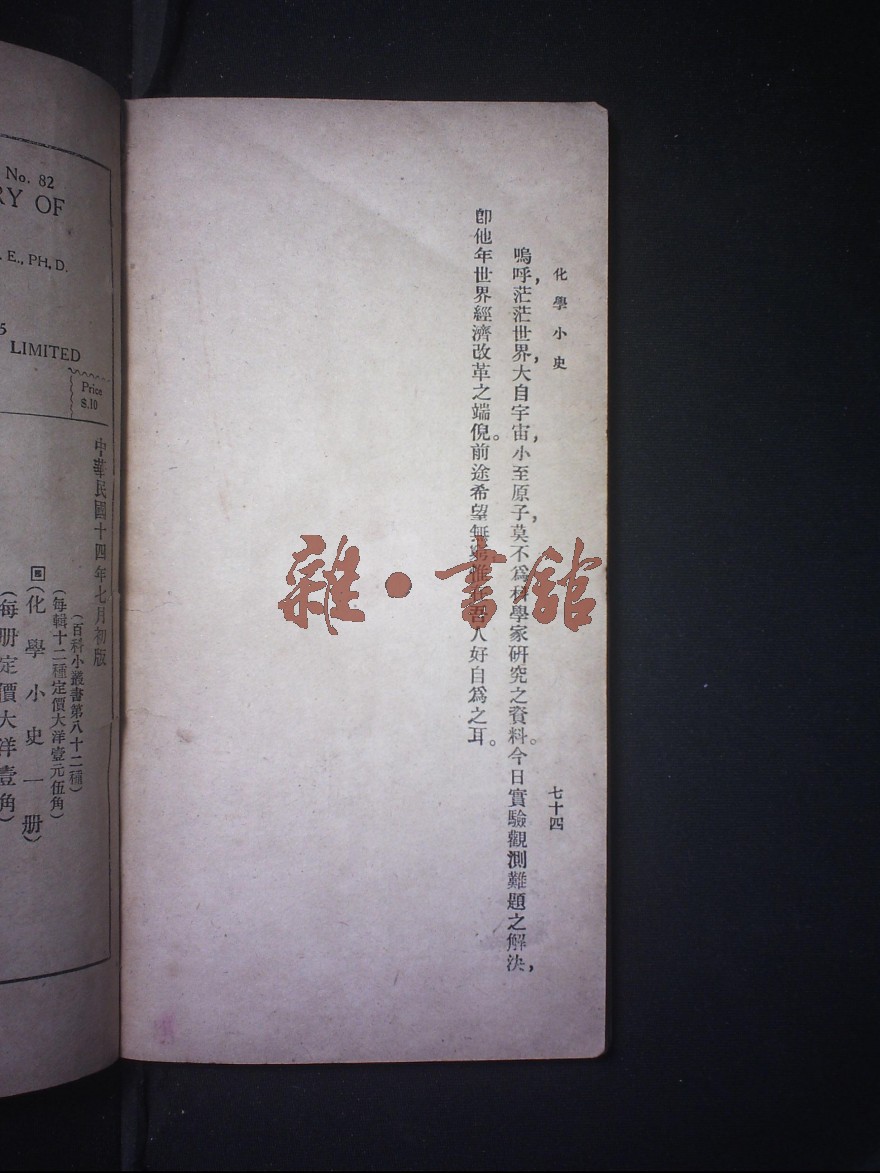 化學小史
七十四
嗚呼,茫茫世界,大自宇宙,小至原子,莫不爲科學家研究之資料。今日實驗觀測難題之解決,
卽他年世界經濟改革之端倪。前途希望無窮,惟在吾人好自爲之耳。
雜·書館
No. 82
RY OF
. E., PH. D.
5
LIMITED
Price
$.10
中華民國十四年七月初版
(百科小叢書第八十二種)
(每輯十二種定價大洋壹元伍角)
(化學小史一册)
(每册定價大洋壹角)